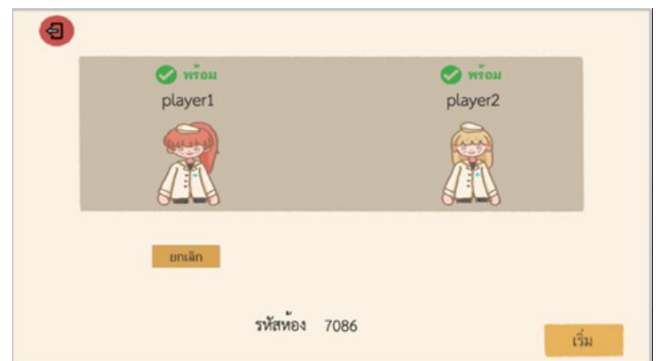 พร้อม พร้อม
player1 player2
ยกเลิก
รหัสห้อง 7086
เริ่ม